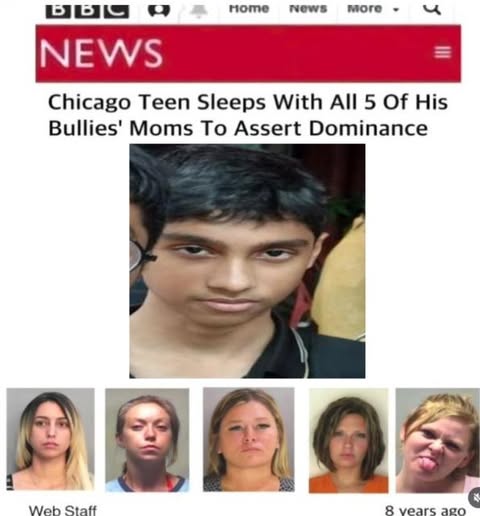 BBC
Home News More
NEWS
Chicago Teen Sleeps With All 5 Of His
Bullies' Moms To Assert Dominance
Web Staff 8 years ago